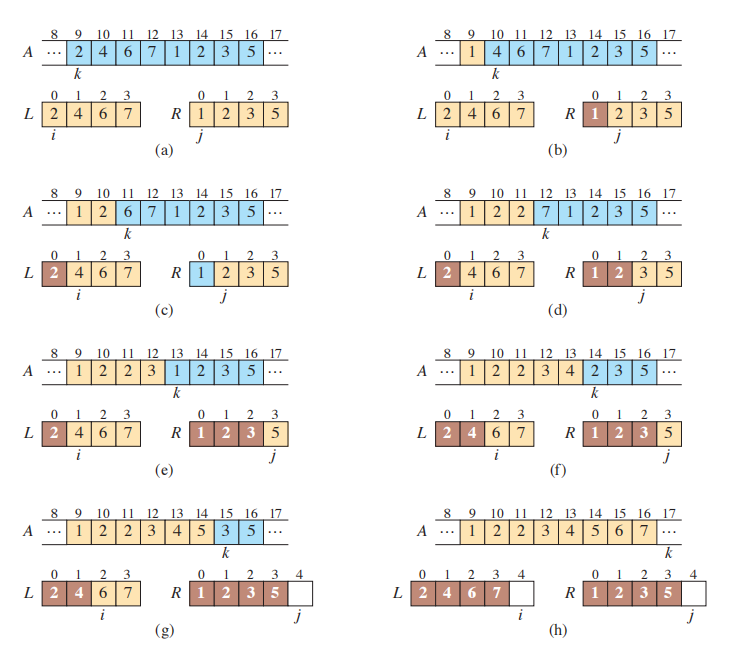 8 9 10 11 12 13 14 15 16 17
A … 2 4 6 7 1 2 3 5 …
k
0 1 2 3 0 1 2 3
L 2 4 6 7 R 1 2 3 5
i j
(a)
8 9 10 11 12 13 14 15 16 17
A … 1 4 6 7 1 2 3 5 …
k
0 1 2 3 0 1 2 3
L 2 4 6 7 R 1 2 3 5
i j
(b)
8 9 10 11 12 13 14 15 16 17
A … 1 2 6 7 1 2 3 5 …
k
0 1 2 3 0 1 2 3
L 2 4 6 7 R 1 2 3 5
i j
(c)
8 9 10 11 12 13 14 15 16 17
A … 1 2 2 7 1 2 3 5 …
k
0 1 2 3 0 1 2 3
L 2 4 6 7 R 1 2 3 5
i j
(d)
8 9 10 11 12 13 14 15 16 17
A … 1 2 2 3 1 2 3 5 …
k
0 1 2 3 0 1 2 3
L 2 4 6 7 R 1 2 3 5
i j
(e)
8 9 10 11 12 13 14 15 16 17
A … 1 2 2 3 4 2 3 5 …
k
0 1 2 3 0 1 2 3
L 2 4 6 7 R 1 2 3 5
i j
(f)
8 9 10 11 12 13 14 15 16 17
A … 1 2 2 3 4 5 3 5 …
k
0 1 2 3 0 1 2 3 4
L 2 4 6 7 R 1 2 3 5
i j
(g)
8 9 10 11 12 13 14 15 16 17
A … 1 2 2 3 4 5 6 7 …
k
0 1 2 3 4 0 1 2 3 4
L 2 4 6 7 R 1 2 3 5
i j
(h)